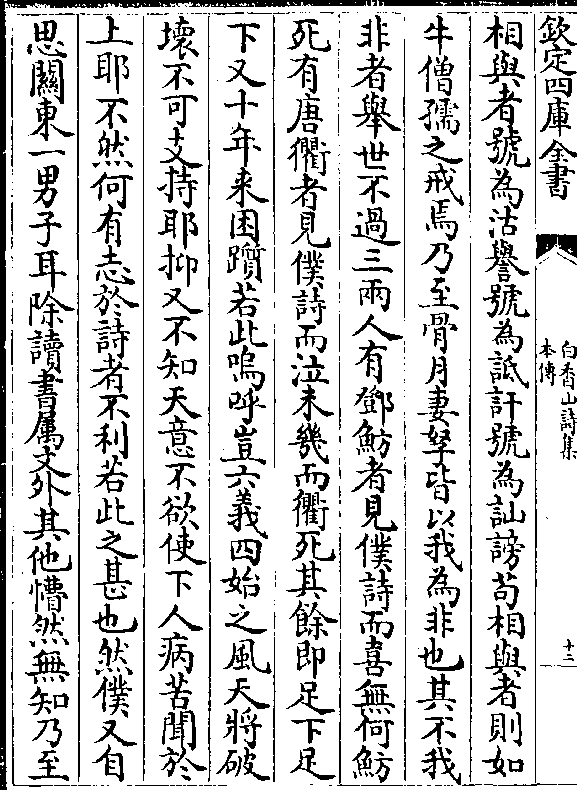 欽定四庫全書
白香山詩集
本傳
十二
相與者號為沽譽號為詆訐號為訕謗苟相與者則如
牛僧孺之戒焉乃至骨月妻孥皆以我為非也其不我
非者舉世不過三兩人有鄧魴者見僕詩而喜無何魴
死有唐衢者見僕詩而泣未幾而衢死其餘即足下足
下又十年来困躓若此嗚呼豈六義四始之風天將破
壞不可支持耶抑又不知天意不欲使下人病苦聞於
上耶不然何有志於詩者不利若此之甚也然僕又自
思關東一男子耳除讀書屬文外其他懵然無知乃至